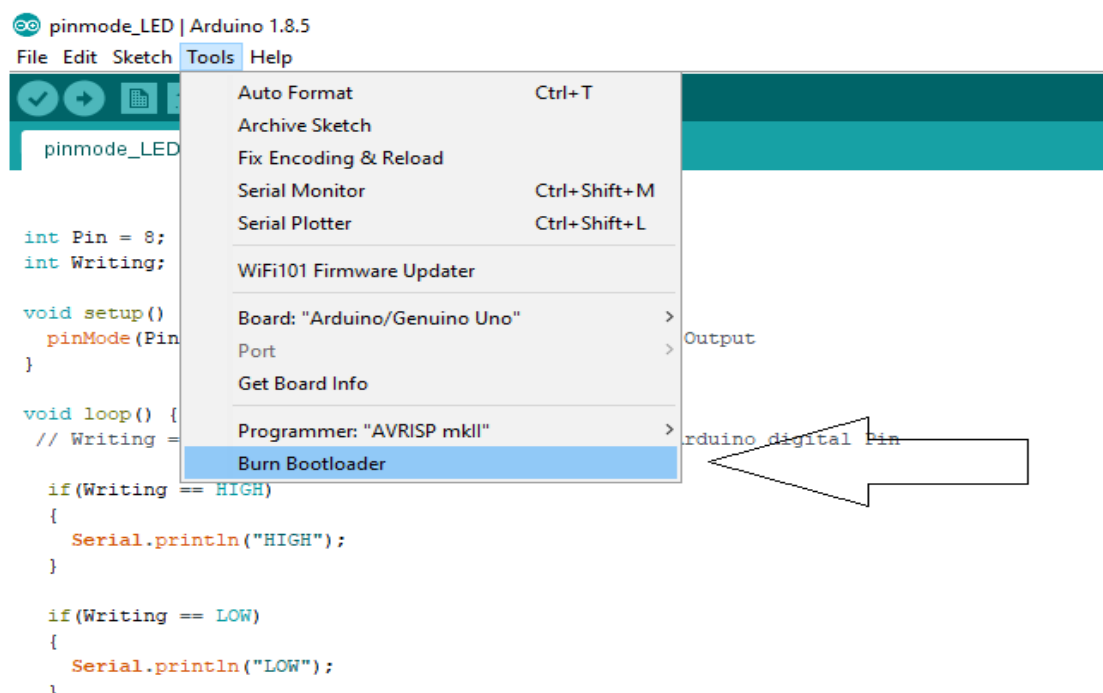 pinmode_LED | Arduino 1.8.5
File Edit Sketch Tools Help
pinmode_LED
Auto Format Ctrl+T
Archive Sketch
Fix Encoding & Reload
Serial Monitor Ctrl+Shift+M
Serial Plotter Ctrl+Shift+L
WiFi101 Firmware Updater
Board: "Arduino/Genuino Uno"
Port
Get Board Info
Programmer: "AVRISP mkII"
Burn Bootloader
int Pin = 8;
int Writing;
void setup()
pinMode(Pin Output
}
void loop() {
// Writing = rduino digital Pin
if(Writing == HIGH)
{
Serial.println("HIGH");
}
if(Writing == LOW)
{
Serial.println("LOW");
}